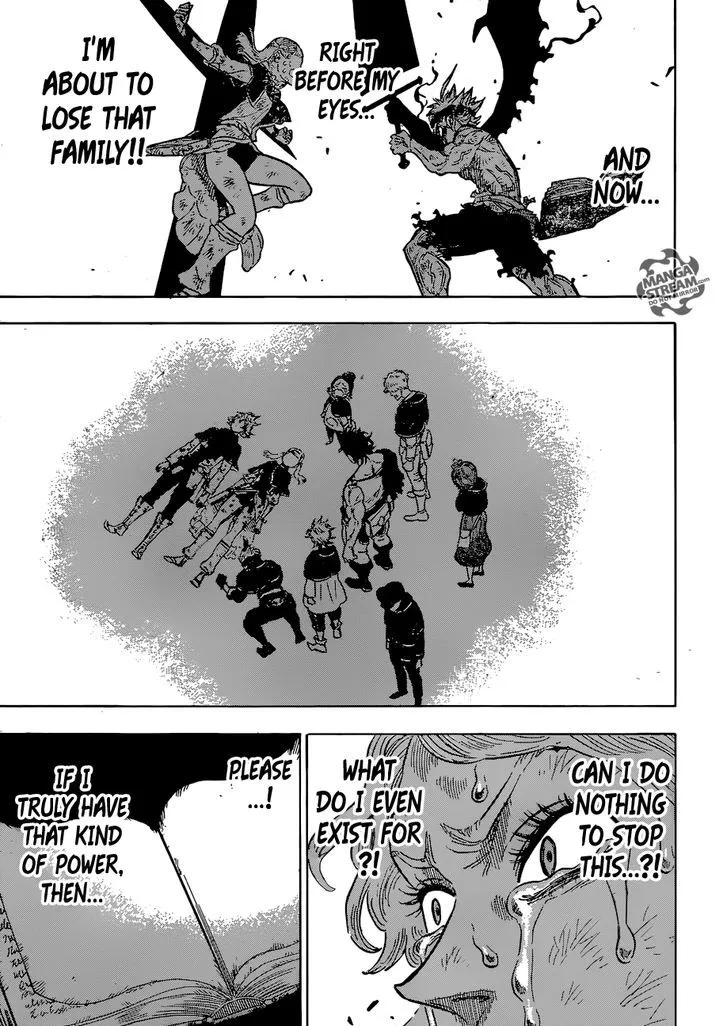 AND
NOW...
RIGHT
BEFORE MY
EYES...
I'M
ABOUT TO
LOSE THAT
FAMILY!!
MANGA
STREAM.com
DO NOT MIRROR
CAN I DO
NOTHING
TO STOP
THIS...?!
WHAT
DO I EVEN
EXIST FOR
?!
PLEASE
...!
IF I
TRULY HAVE
THAT KIND
OF POWER,
THEN...